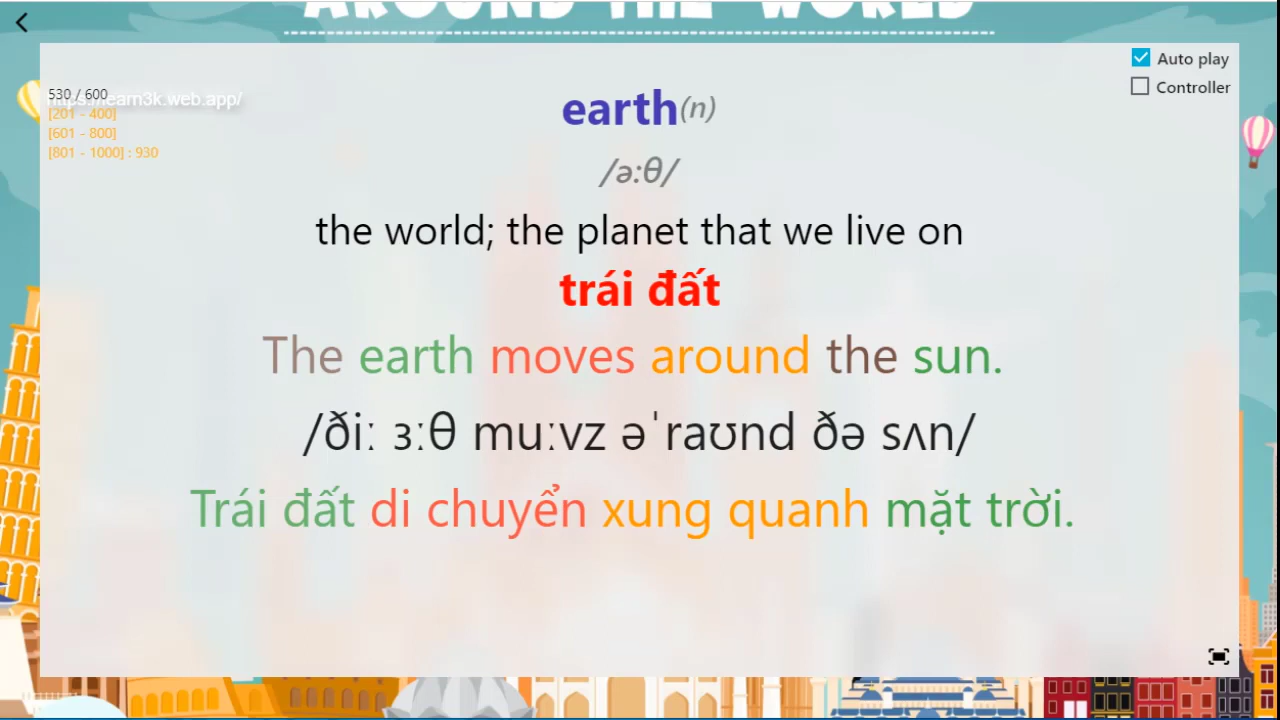 AROUND THE WORLD
Auto play
Controller
530 / 600
https://learn3k.web.app/
[201 - 400]
[601 - 800]
[801 - 1000] : 930
earth(n)
/ə:θ/
the world; the planet that we live on
trái đất
The earth moves around the sun.
/ðiː ɜːθ muːvz əˈraʊnd ðə sʌn/
Trái đất di chuyển xung quanh mặt trời.